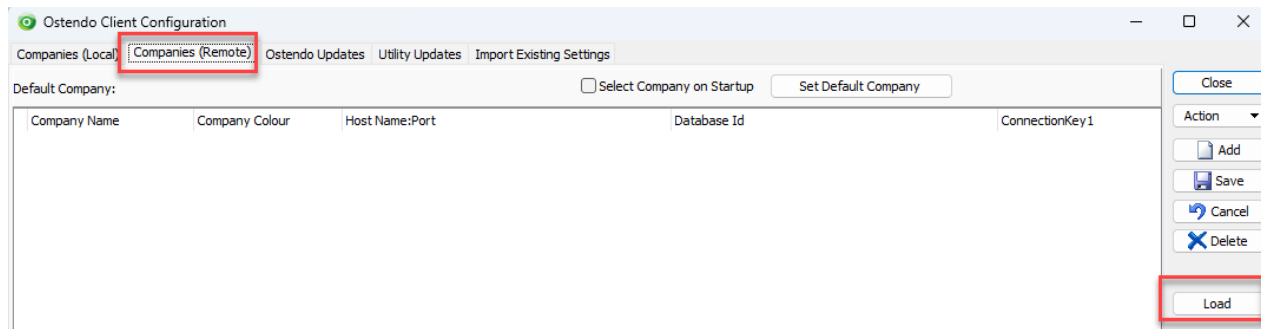 Ostendo Client Configuration
Companies (Local) Companies (Remote) Ostendo Updates Utility Updates Import Existing Settings
Default Company: Select Company on Startup Set Default Company
Close
Company Name Company Colour Host Name:Port Database Id ConnectionKey1
Action
Add
Save
Cancel
Delete
Load